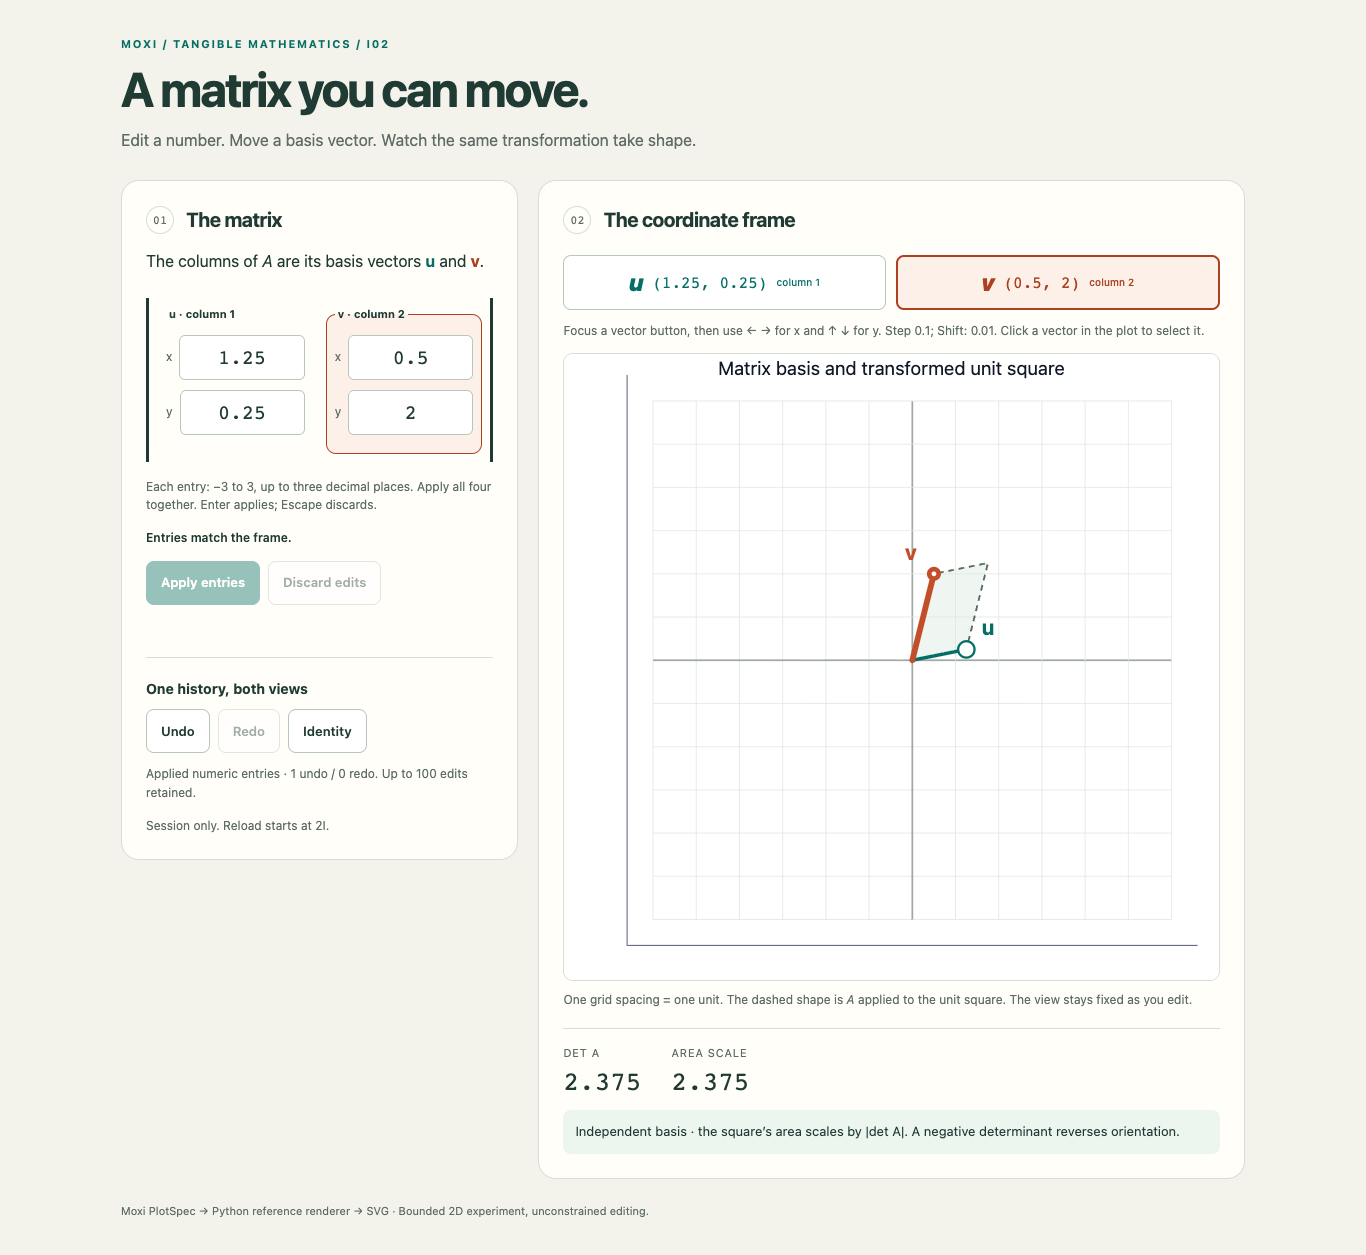 MOXI / TANGIBLE MATHEMATICS / I02
A matrix you can move.
Edit a number. Move a basis vector. Watch the same transformation take shape.
01 The matrix
The columns of A are its basis vectors u and v.
u · column 1
x 1.25
y 0.25
v · column 2
x 0.5
y 2
Each entry: −3 to 3, up to three decimal places. Apply all four
together. Enter applies; Escape discards.
Entries match the frame.
Apply entries Discard edits
One history, both views
Undo Redo Identity
Applied numeric entries · 1 undo / 0 redo. Up to 100 edits
retained.
Session only. Reload starts at 2I.
02 The coordinate frame
u (1.25, 0.25) column 1
v (0.5, 2) column 2
Focus a vector button, then use ← → for x and ↑ ↓ for y. Step 0.1; Shift: 0.01. Click a vector in the plot to select it.
Matrix basis and transformed unit square
v
u
One grid spacing = one unit. The dashed shape is A applied to the unit square. The view stays fixed as you edit.
DET A
2.375
AREA SCALE
2.375
Independent basis · the square’s area scales by |det A|. A negative determinant reverses orientation.
Moxi PlotSpec → Python reference renderer → SVG · Bounded 2D experiment, unconstrained editing.